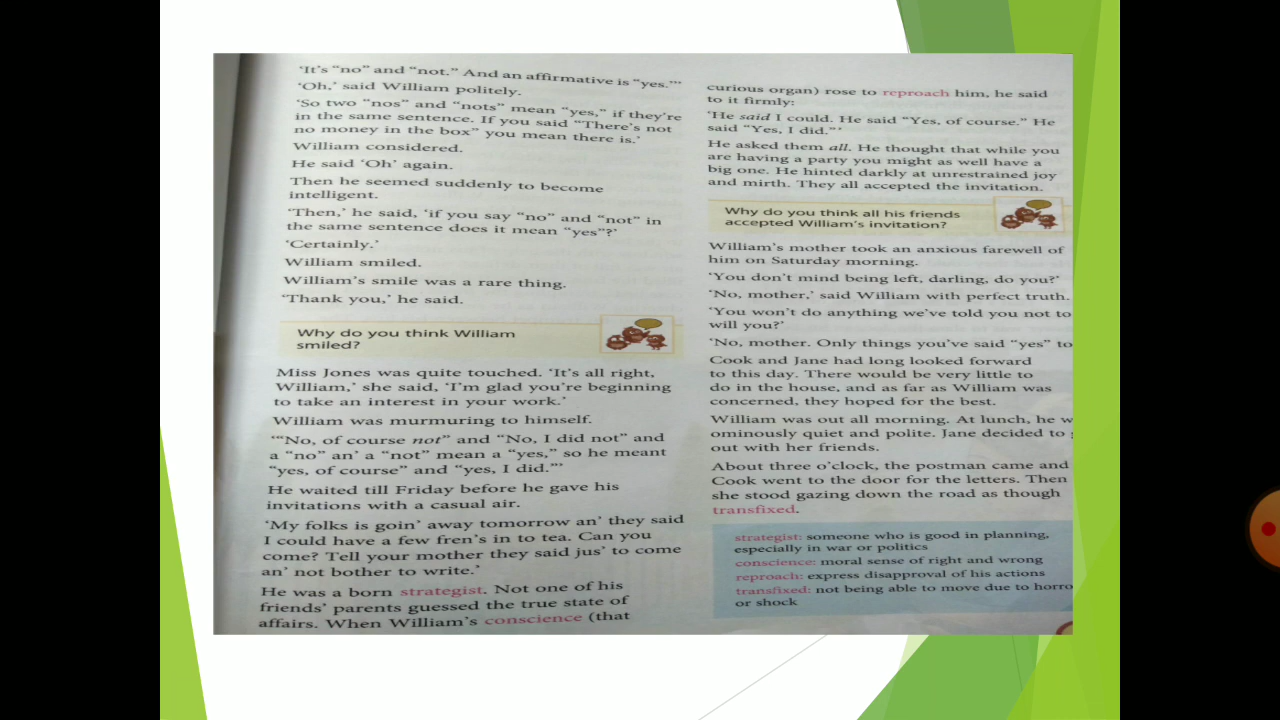 ‘It’s “no” and “not.” And an affirmative is “yes.”’”
‘Oh,’ said William politely.
‘So two “nos” and “nots” mean “yes,” if they’re
in the same sentence. If you said “There’s not
no money in the box” you mean there is.’
William considered.
He said ‘Oh’ again.
Then he seemed suddenly to become
intelligent.
‘Then,’ he said, ‘if you say “no” and “not” in
the same sentence does it mean “yes”?’
‘Certainly.’
William smiled.
William’s smile was a rare thing.
‘Thank you,’ he said.
Why do you think William
smiled?
Miss Jones was quite touched. ‘It’s all right,
William,’ she said, ‘I’m glad you’re beginning
to take an interest in your work.’
William was murmuring to himself.
‘“No, of course not” and “No, I did not” and
a “no” an’ a “not” mean a “yes,” so he meant
“yes, of course” and “yes, I did.”’
He waited till Friday before he gave his
invitations with a casual air.
‘My folks is goin’ away tomorrow an’ they said
I could have a few fren’s in to tea. Can you
come? Tell your mother they said jus’ to come
an’ not bother to write.’
He was a born strategist. Not one of his
friends’ parents guessed the true state of
affairs. When William’s conscience (that
curious organ) rose to reproach him, he said
to it firmly:
‘He said I could. He said “Yes, of course.” He
said “Yes, I did.”’
He asked them all. He thought that while you
are having a party you might as well have a
big one. He hinted darkly at unrestrained joy
and mirth. They all accepted the invitation.
Why do you think all his friends
accepted William’s invitation?
William’s mother took an anxious farewell of
him on Saturday morning.
‘You don’t mind being left, darling, do you?’
‘No, mother,’ said William with perfect truth.
‘You won’t do anything we’ve told you not to
will you?’
‘No, mother. Only things you’ve said “yes” to
Cook and Jane had long looked forward
to this day. There would be very little to
do in the house, and as far as William was
concerned, they hoped for the best.
William was out all morning. At lunch, he w
ominously quiet and polite. Jane decided to
out with her friends.
About three o’clock, the postman came and
Cook went to the door for the letters. Then
she stood gazing down the road as though
transfixed.
strategist: someone who is good in planning,
especially in war or politics
conscience: moral sense of right and wrong
reproach: express disapproval of his actions
transfixed: not being able to move due to horro
or shock